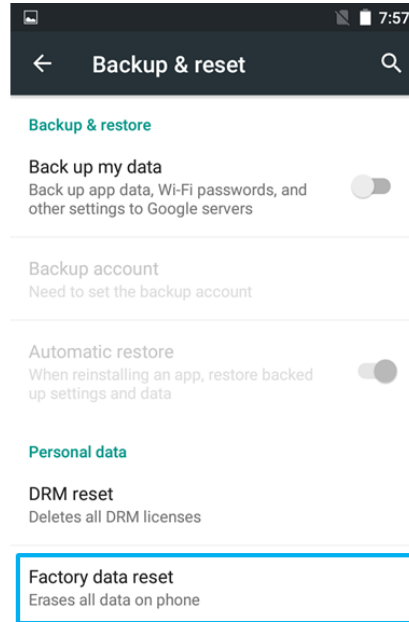 7:57
Backup & reset
Backup & restore
Back up my data
Back up app data, Wi-Fi passwords, and
other settings to Google servers
Backup account
Need to set the backup account
Automatic restore
When reinstalling an app, restore backed
up settings and data
Personal data
DRM reset
Deletes all DRM licenses
Factory data reset
Erases all data on phone